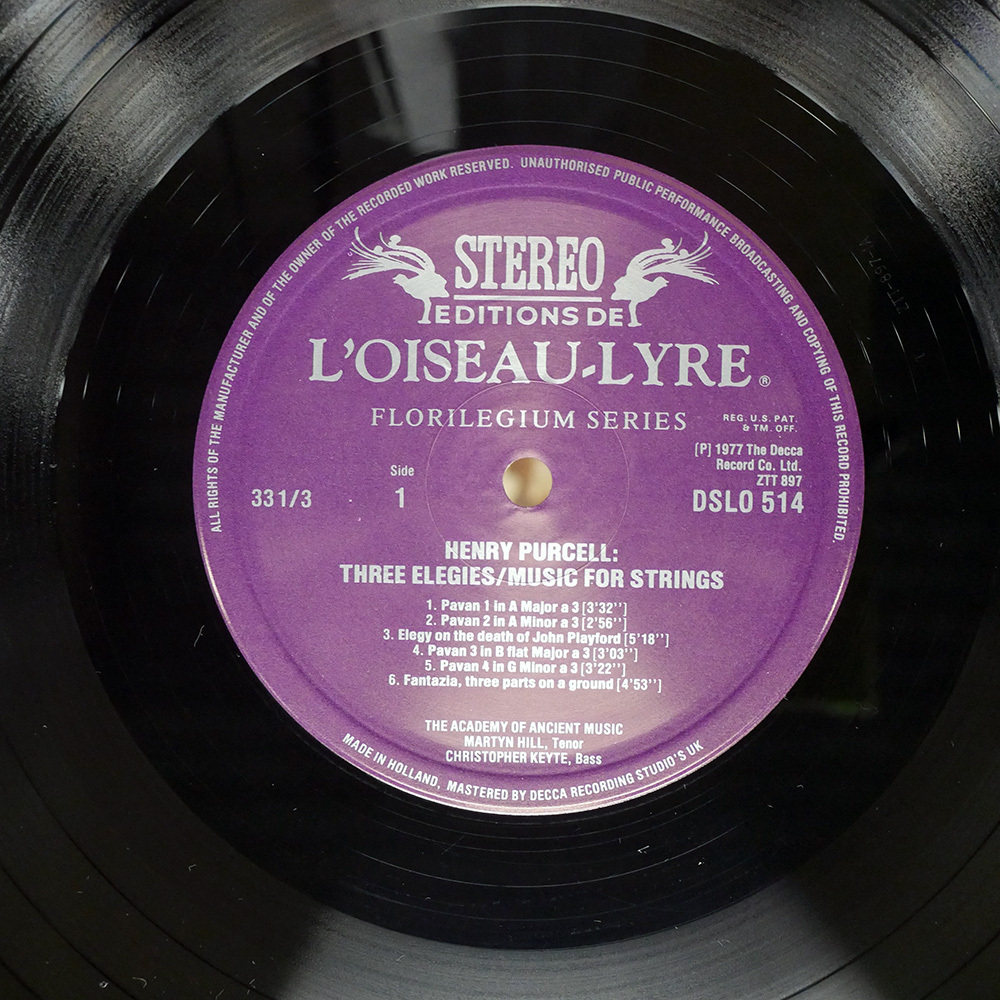 ALL RIGHTS OF THE MANUFACTURER AND OF THE OWNER OF THE RECORDED WORK RESERVED. UNAUTHORISED PUBLIC PERFORMANCE BROADCASTING AND COPYING OF THIS RECORD PROHIBITED.
STEREO
EDITIONS DE
L'OISEAU-LYRE ®
FLORILEGIUM SERIES
REG. U.S. PAT.
& TM. OFF.
[P] 1977 The Decca
Record Co. Ltd.
ZTT 897
Side
33 1/3 1 DSLO 514
HENRY PURCELL:
THREE ELEGIES/MUSIC FOR STRINGS
1. Pavan 1 in A Major a 3 [3'32'']
2. Pavan 2 in A Minor a 3 [2'56'']
3. Elegy on the death of John Playford [5'18'']
4. Pavan 3 in B flat Major a 3 [3'03'']
5. Pavan 4 in G Minor a 3 [3'22'']
6. Fantazia, three parts on a ground [4'53'']
THE ACADEMY OF ANCIENT MUSIC
MARTYN HILL, Tenor
CHRISTOPHER KEYTE, Bass
MADE IN HOLLAND, MASTERED BY DECCA RECORDING STUDIO'S UK